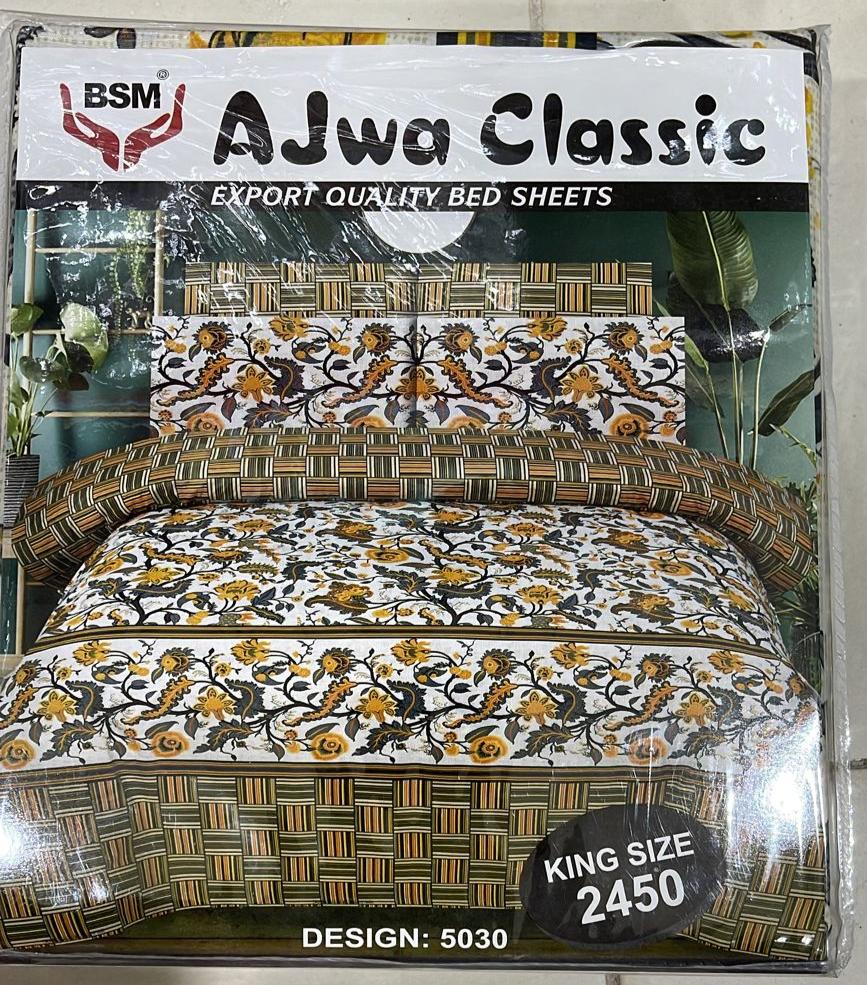 BSM®
AJwa Classic
EXPORT QUALITY BED SHEETS
KING SIZE
2450
DESIGN: 5030